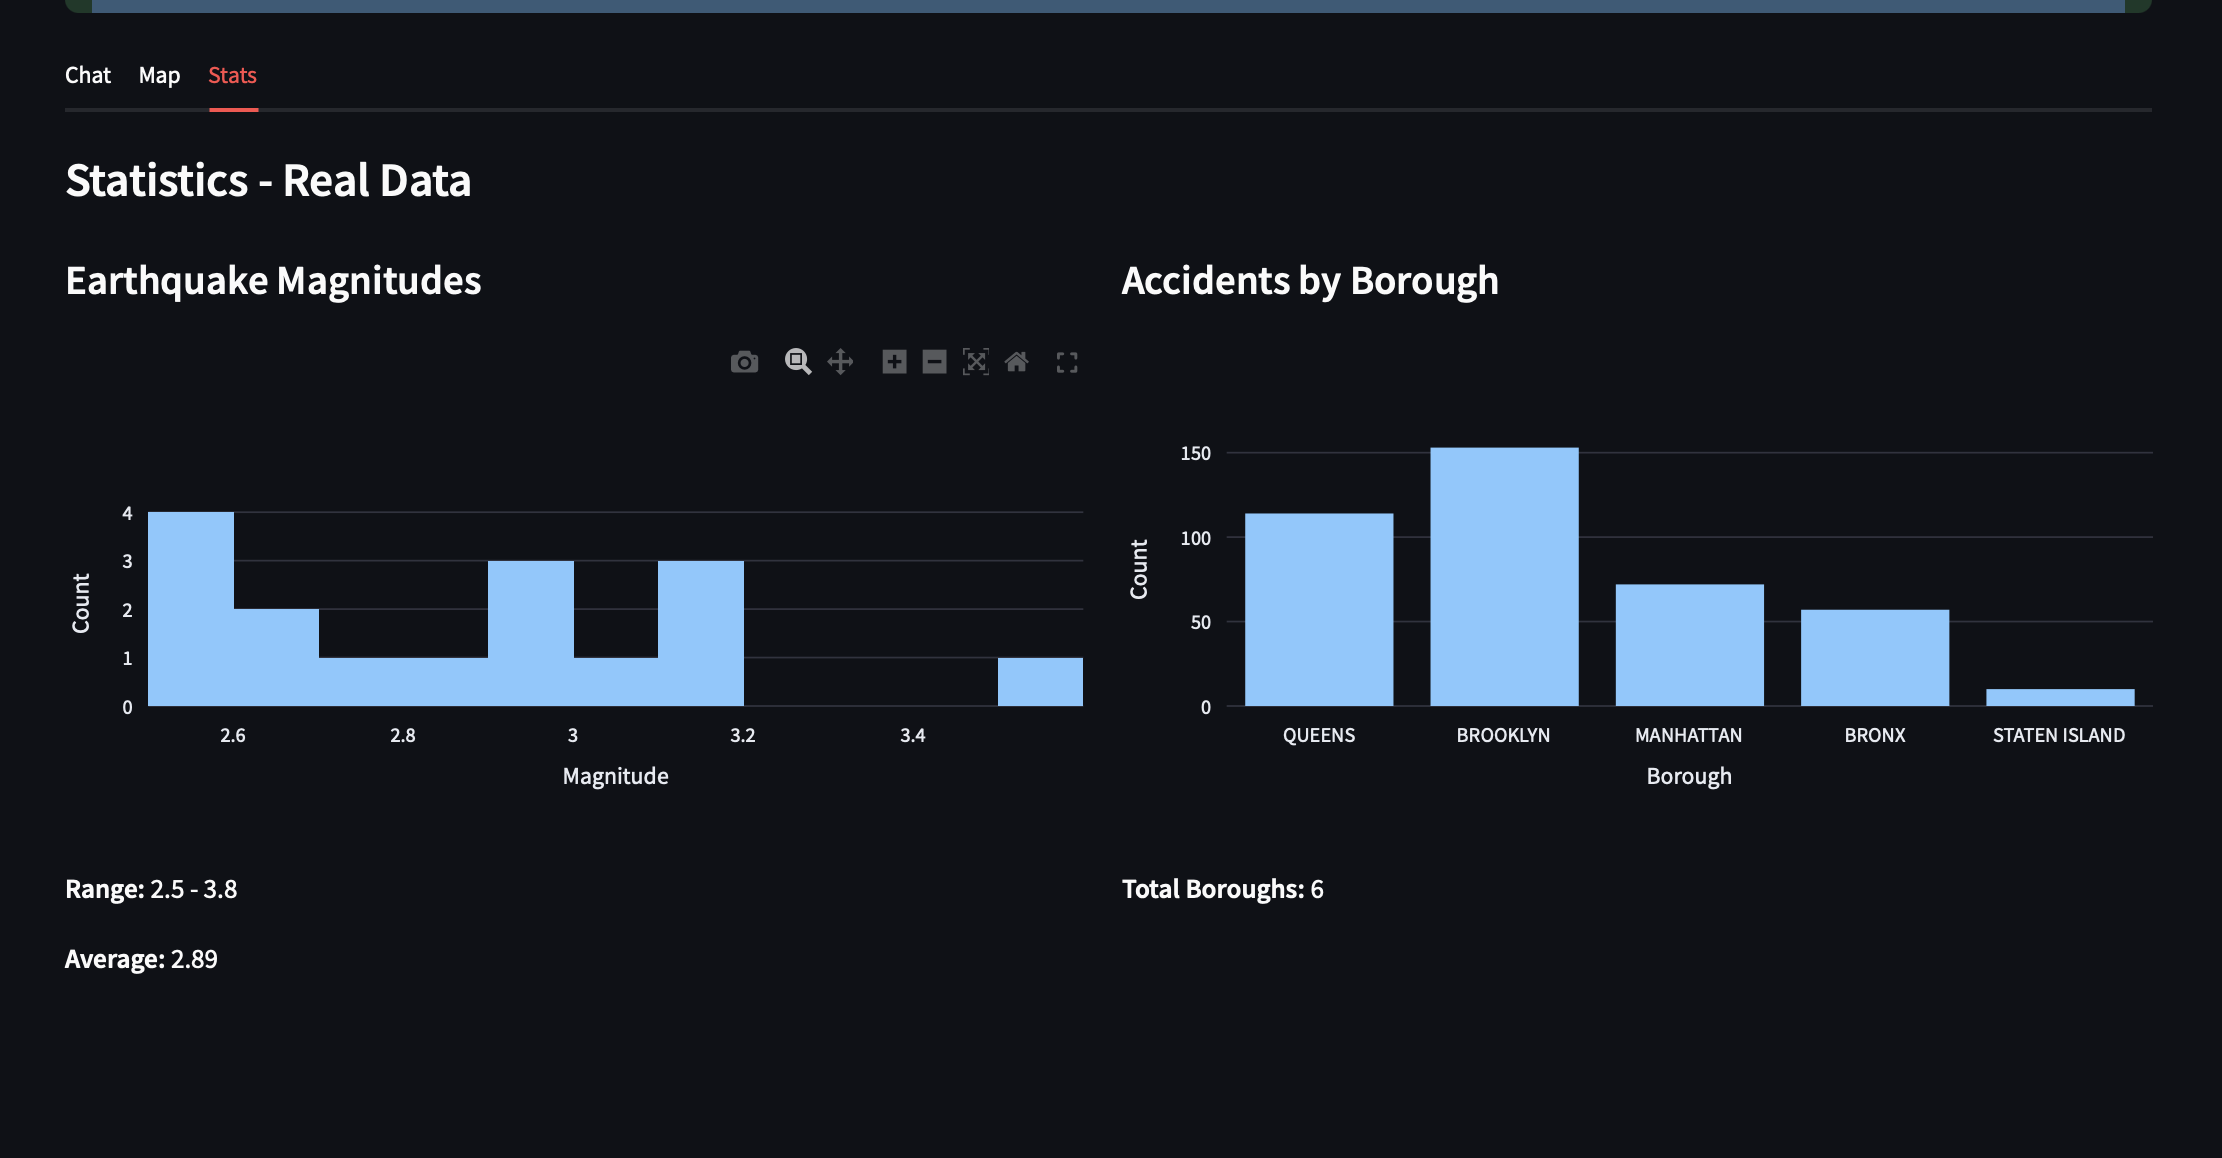 Chat Map Stats
Statistics - Real Data
Earthquake Magnitudes
4
3
2
1
0
Count
2.6 2.8 3 3.2 3.4
Magnitude
Range: 2.5 - 3.8
Average: 2.89
Accidents by Borough
150
100
50
0
Count
QUEENS BROOKLYN MANHATTAN BRONX STATEN ISLAND
Borough
Total Boroughs: 6